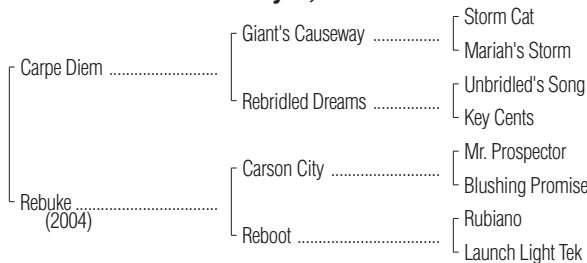 Storm Cat
Giant's Causeway ................
Mariah's Storm
Carpe Diem ..........................
Unbridled's Song
Rebridled Dreams ................
Key Cents
Mr. Prospector
Carson City ..........................
Blushing Promise
Rebuke ..................................
(2004)
Rubiano
Reboot ..................................
Launch Light Tek